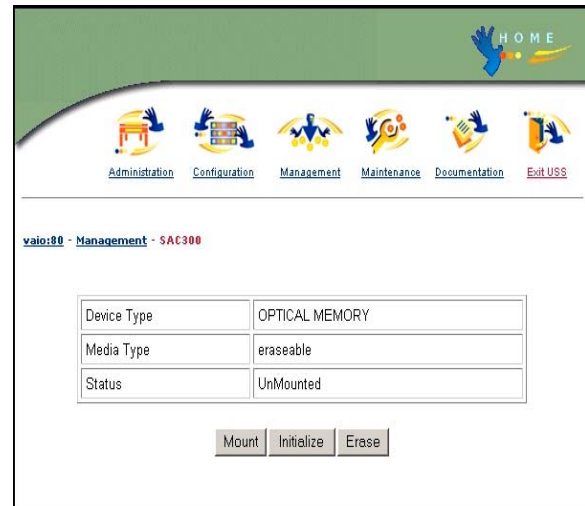 HOME
Administration Configuration Management Maintenance Documentation Exit USS
vaio:80 - Management - SAC300
Device Type OPTICAL MEMORY
Media Type eraseable
Status UnMounted
Mount Initialize Erase